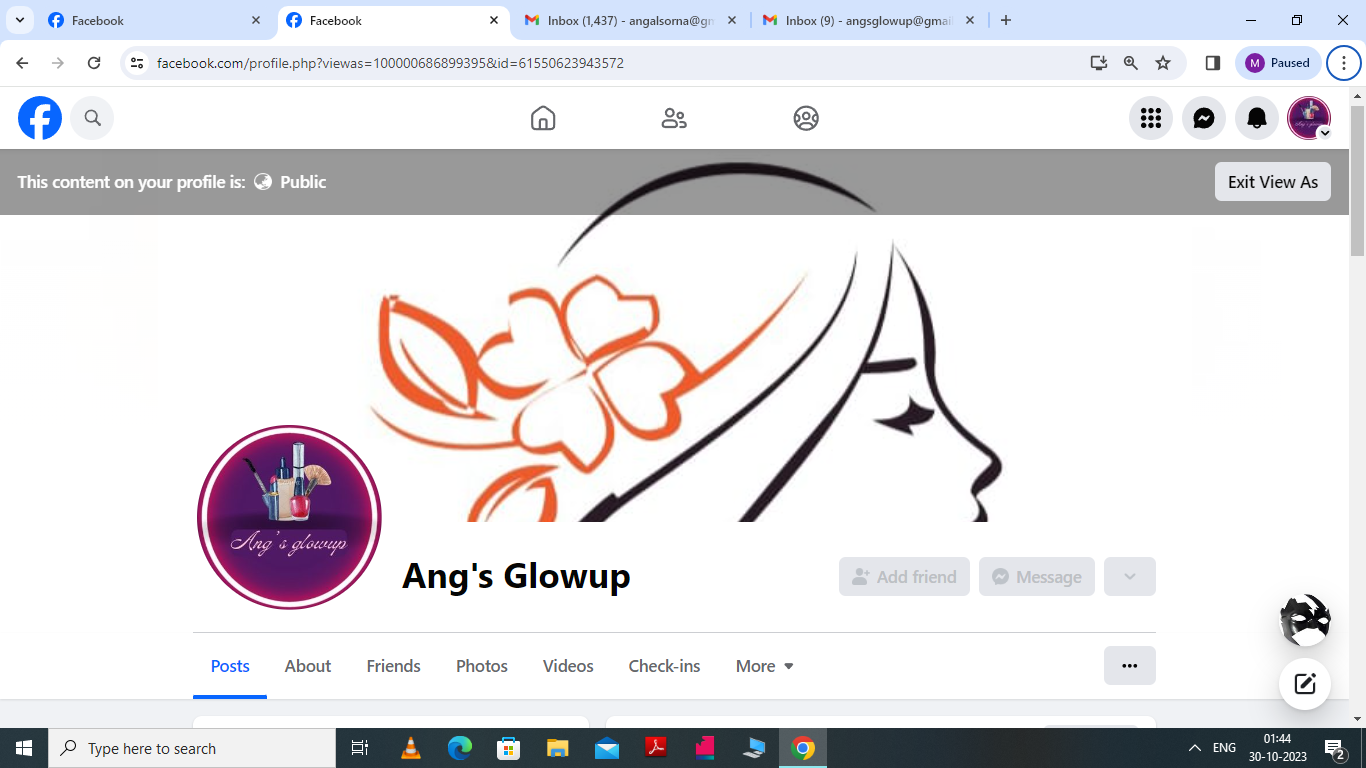 Facebook
Facebook
Inbox (1,437) - angalsorna@gm
Inbox (9) - angsglowup@gmai
facebook.com/profile.php?viewas=100000686899395&id=61550623943572
M Paused
This content on your profile is: Public
Exit View As
Ang's glowup
Ang's Glowup
Add friend
Message
Posts
About
Friends
Photos
Videos
Check-ins
More
Type here to search
ENG
01:44
30-10-2023
2